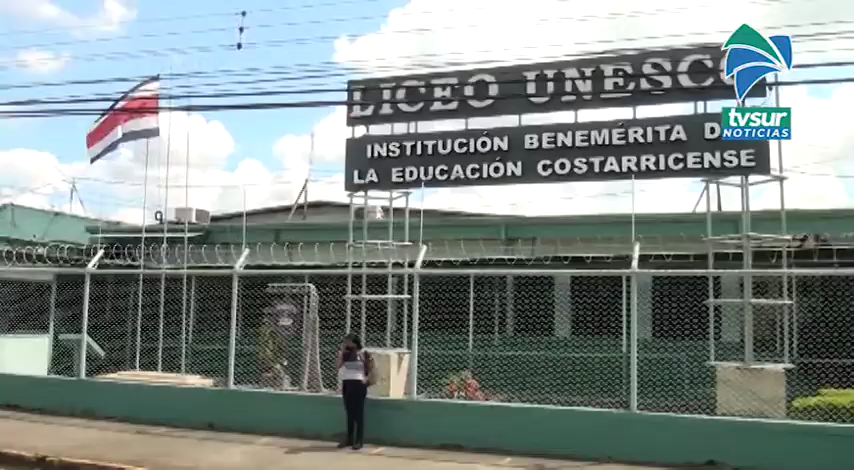 LICEO UNESCO
INSTITUCIÓN BENEMÉRITA DE
LA EDUCACIÓN COSTARRICENSE
tvsur
NOTICIAS